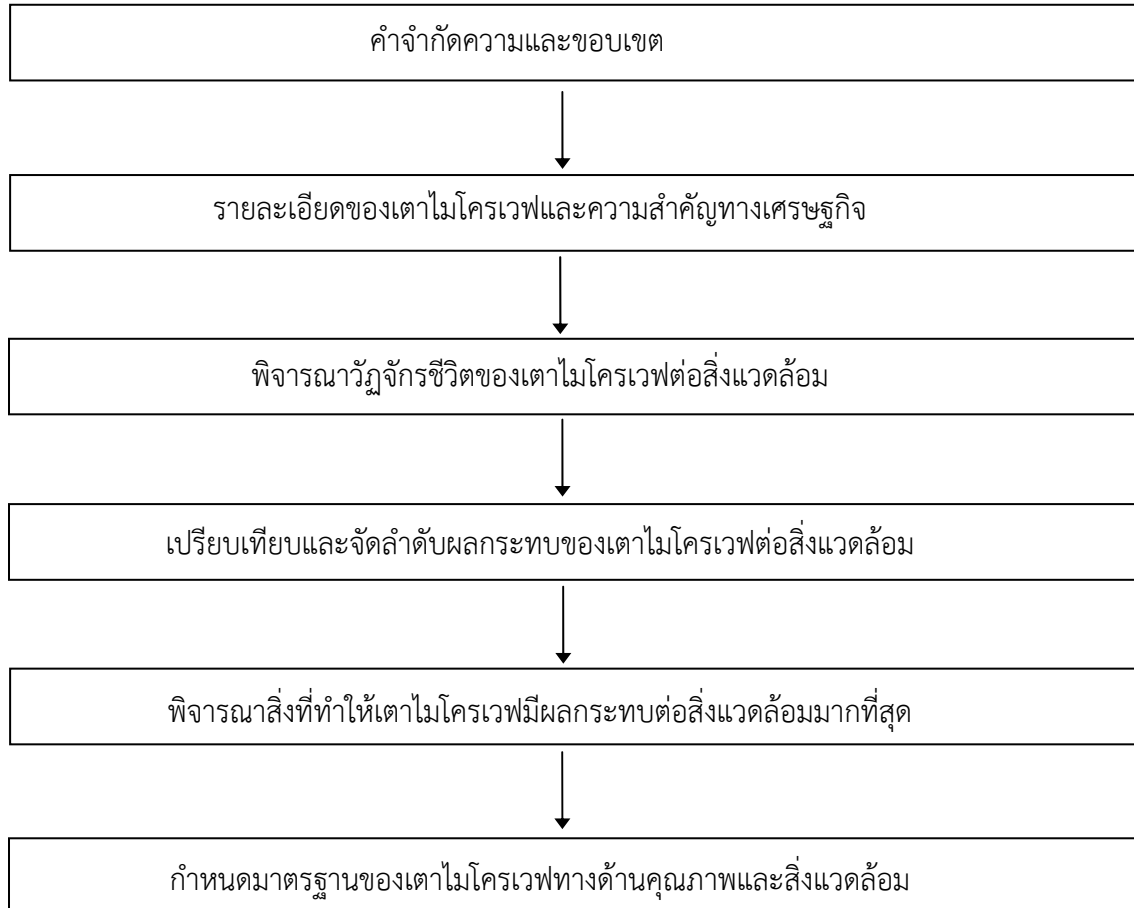 คำจำกัดความและขอบเขต
รายละเอียดของเตาไมโครเวฟและความสำคัญทางเศรษฐกิจ
พิจารณาวัฏจักรชีวิตของเตาไมโครเวฟต่อสิ่งแวดล้อม
เปรียบเทียบและจัดลำดับผลกระทบของเตาไมโครเวฟต่อสิ่งแวดล้อม
พิจารณาสิ่งที่ทำให้เตาไมโครเวฟมีผลกระทบต่อสิ่งแวดล้อมมากที่สุด
กำหนดมาตรฐานของเตาไมโครเวฟทางด้านคุณภาพและสิ่งแวดล้อม